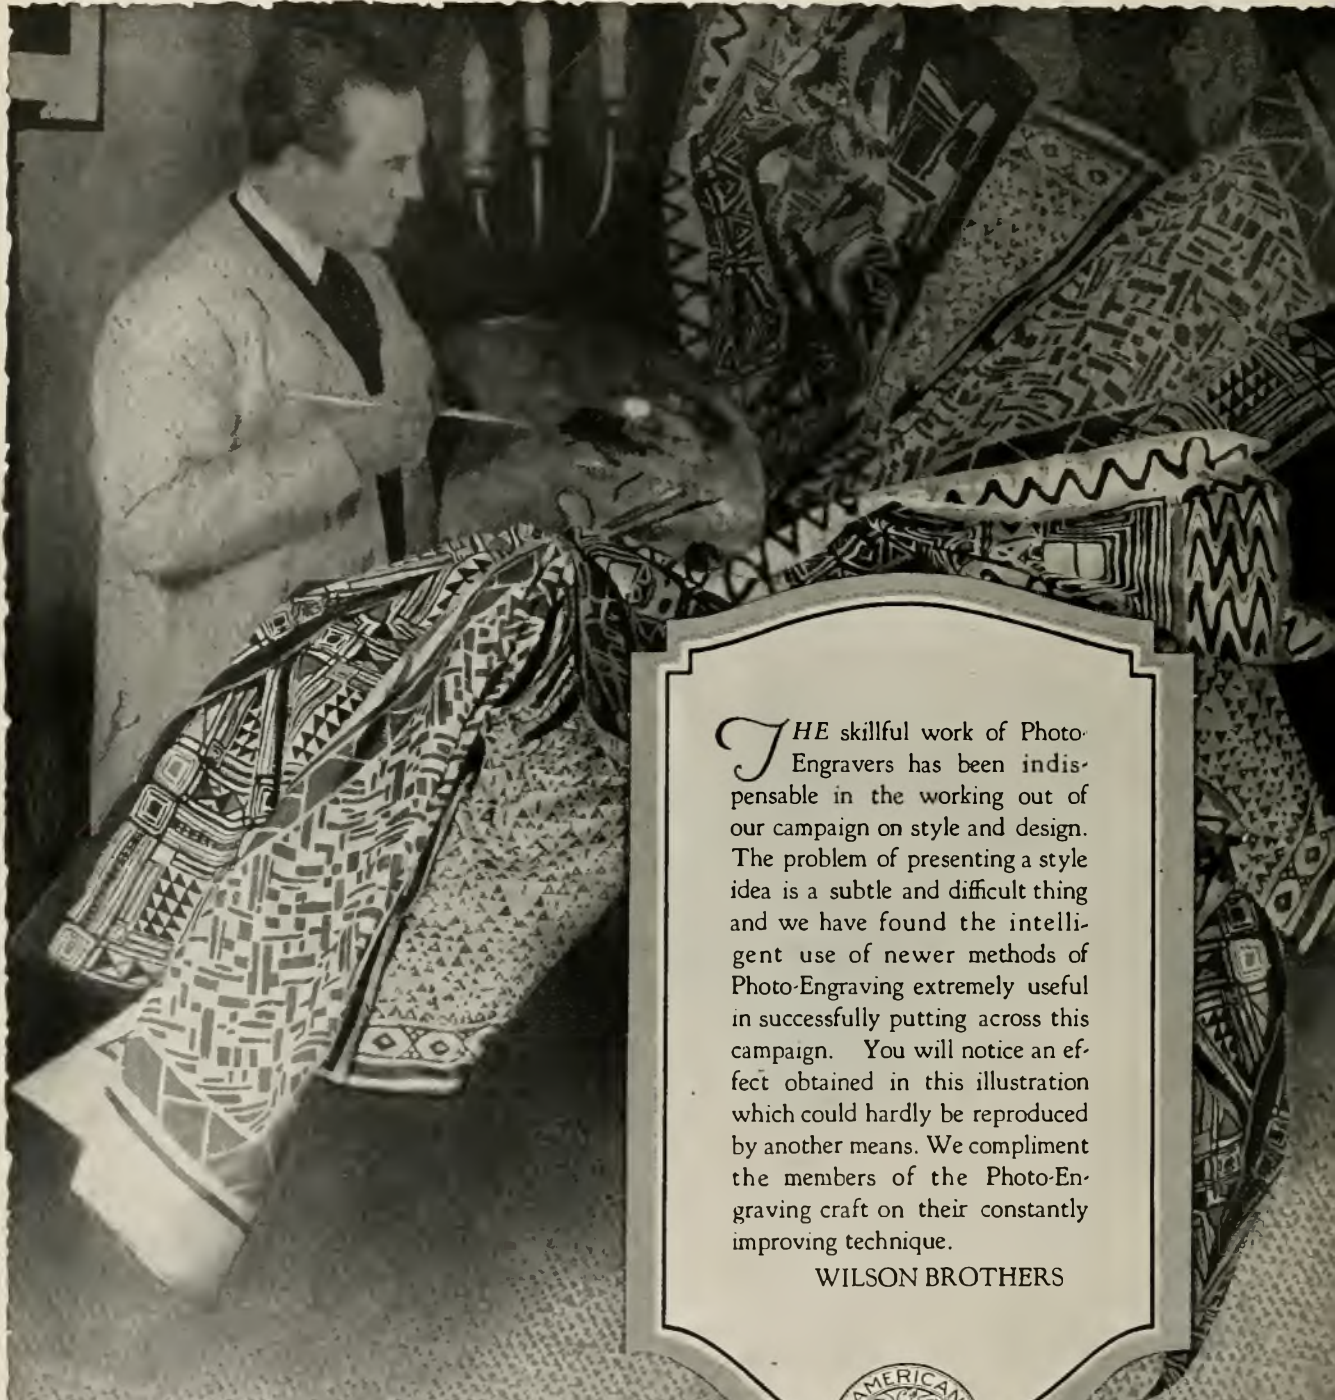 THE skillful work of Photo-
Engravers has been indis-
pensable in the working out of
our campaign on style and design.
The problem of presenting a style
idea is a subtle and difficult thing
and we have found the intelli-
gent use of newer methods of
Photo-Engraving extremely useful
in successfully putting across this
campaign. You will notice an ef-
fect obtained in this illustration
which could hardly be reproduced
by another means. We compliment
the members of the Photo-En-
graving craft on their constantly
improving technique.
WILSON BROTHERS
AMERICAN